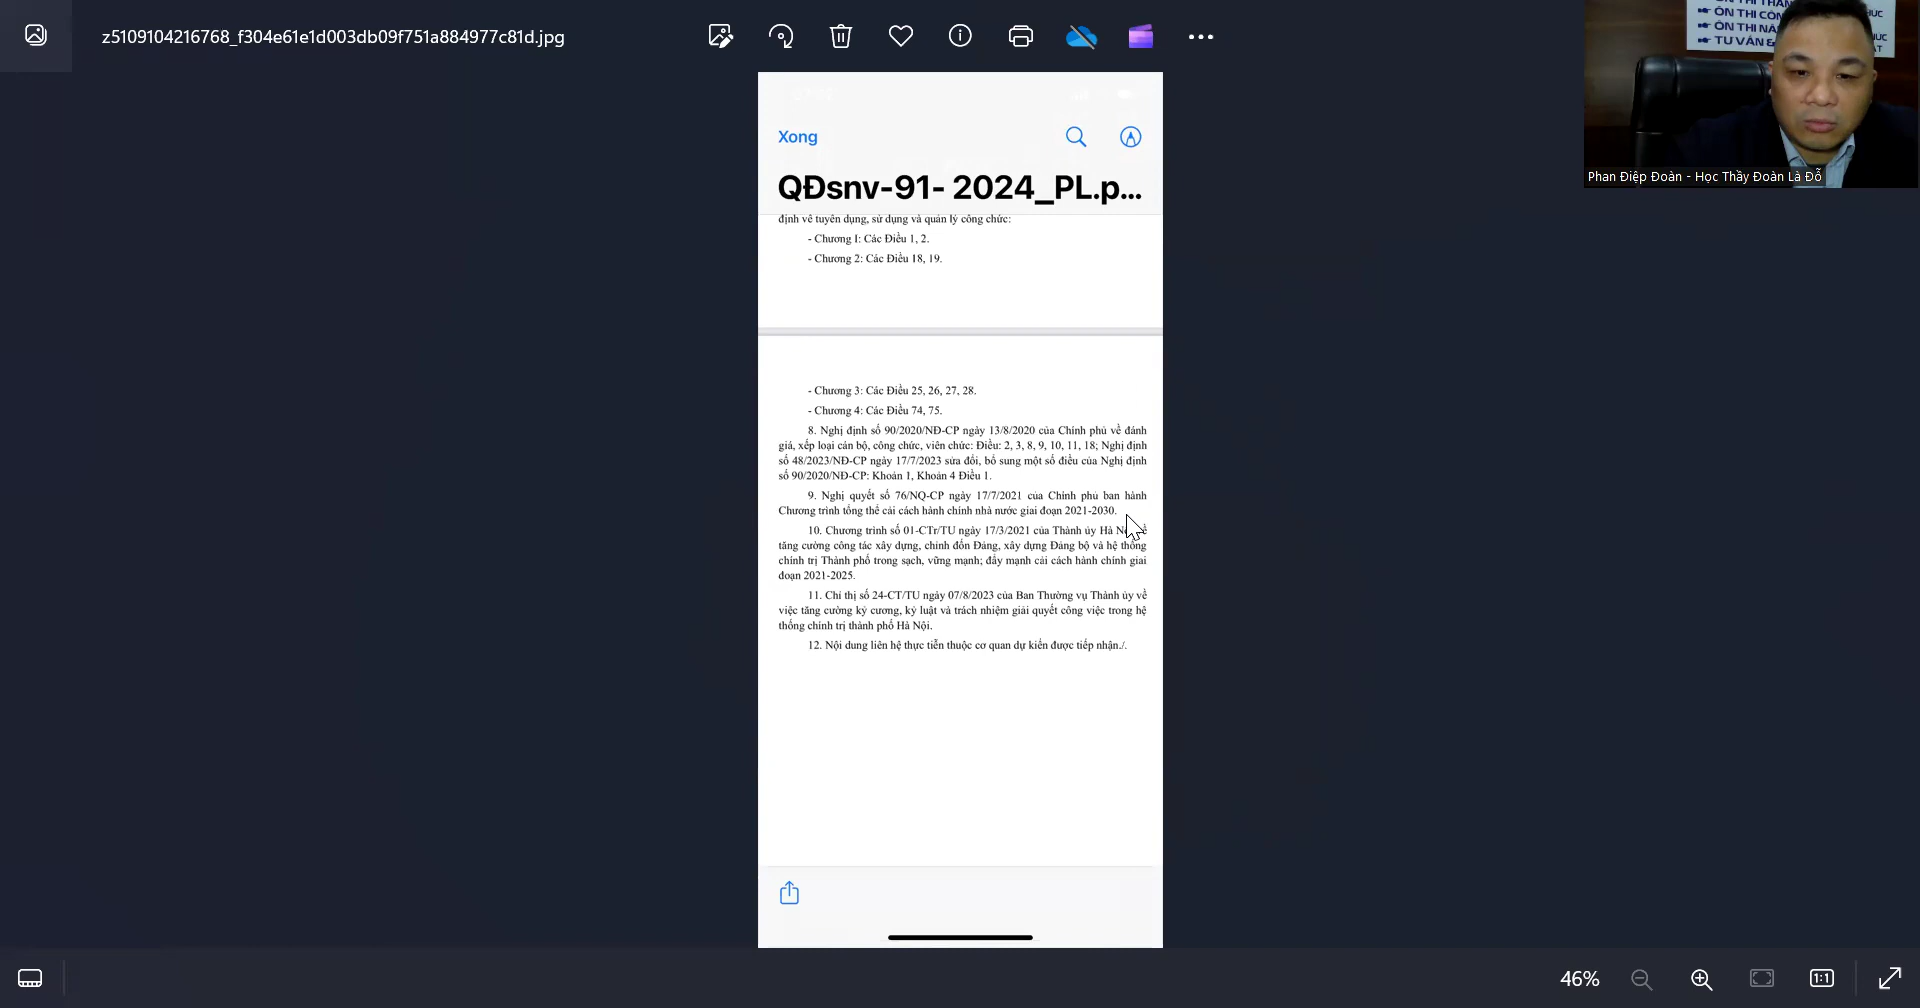 z5109104216768_f304e61e1d003db09f751a884977c81d.jpg
ÔN THI CÔN
ÔN THI NÂ
TƯ VẤN &
Phan Điệp Đoàn - Học Thầy Đoàn Là Đỗ
Xong
QĐsnv-91- 2024_PL.p...
định về tuyển dụng, sử dụng và quản lý công chức:
- Chương I: Các Điều 1, 2.
- Chương 2: Các Điều 18, 19.
- Chương 3: Các Điều 25, 26, 27, 28.
- Chương 4: Các Điều 74, 75.
8. Nghị định số 90/2020/NĐ-CP ngày 13/8/2020 của Chính phủ về đánh
giá, xếp loại cán bộ, công chức, viên chức: Điều: 2, 3, 8, 9, 10, 11, 18; Nghị định
số 48/2023/NĐ-CP ngày 17/7/2023 sửa đổi, bổ sung một số điều của Nghị định
số 90/2020/NĐ-CP: Khoản 1, Khoản 4 Điều 1.
9. Nghị quyết số 76/NQ-CP ngày 17/7/2021 của Chính phủ ban hành
Chương trình tổng thể cải cách hành chính nhà nước giai đoạn 2021-2030.
10. Chương trình số 01-CTr/TU ngày 17/3/2021 của Thành ủy Hà
tăng cường công tác xây dựng, chỉnh đốn Đảng, xây dựng Đảng bộ và hệ thống
chính trị Thành phố trong sạch, vững mạnh; đẩy mạnh cải cách hành chính giai
đoạn 2021-2025.
11. Chỉ thị số 24-CT/TU ngày 07/8/2023 của Ban Thường vụ Thành ủy về
việc tăng cường kỷ cương, kỷ luật và trách nhiệm giải quyết công việc trong hệ
thống chính trị thành phố Hà Nội.
12. Nội dung liên hệ thực tiễn thuộc cơ quan dự kiến được tiếp nhận./.
46%
1:1